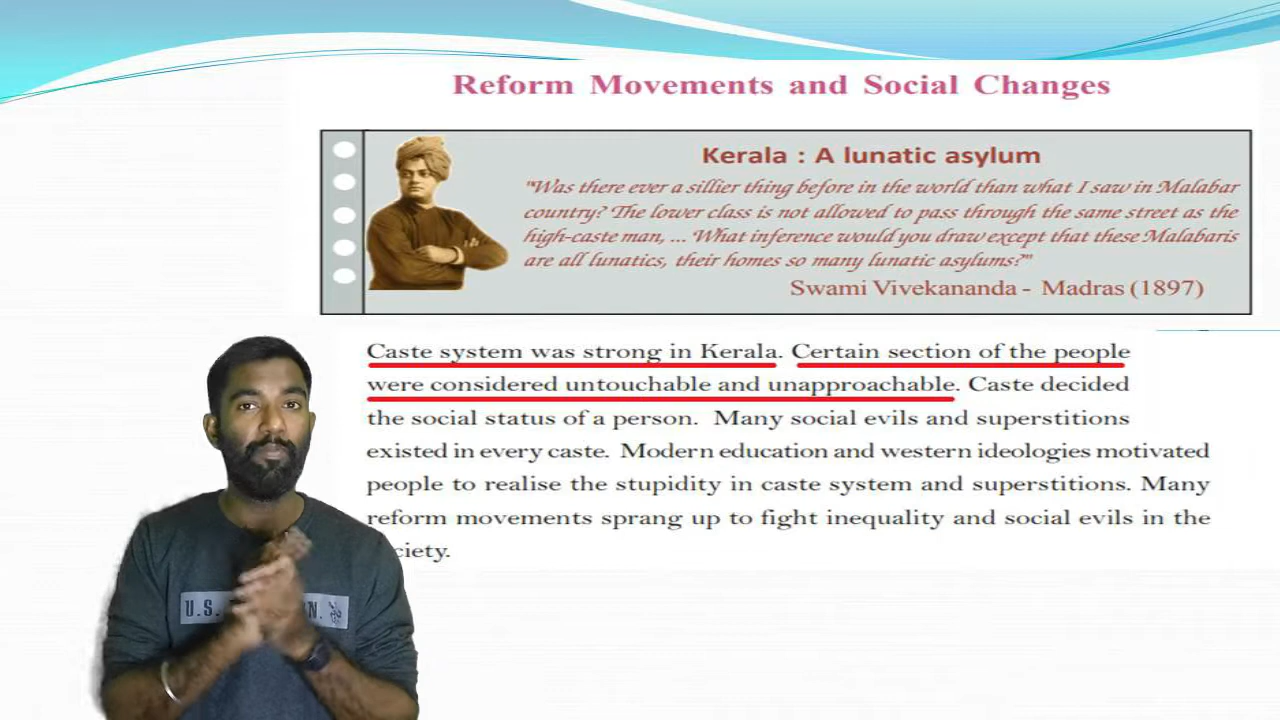 Reform Movements and Social Changes
Kerala : A lunatic asylum
"Was there ever a sillier thing before in the world than what I saw in Malabar
country? The lower class is not allowed to pass through the same street as the
high-caste man, ... What inference would you draw except that these Malabaris
are all lunatics, their homes so many lunatic asylums?"
Swami Vivekananda - Madras (1897)
Caste system was strong in Kerala. Certain section of the people
were considered untouchable and unapproachable. Caste decided
the social status of a person. Many social evils and superstitions
existed in every caste. Modern education and western ideologies motivated
people to realise the stupidity in caste system and superstitions. Many
reform movements sprang up to fight inequality and social evils in the
ciety.
U.S.